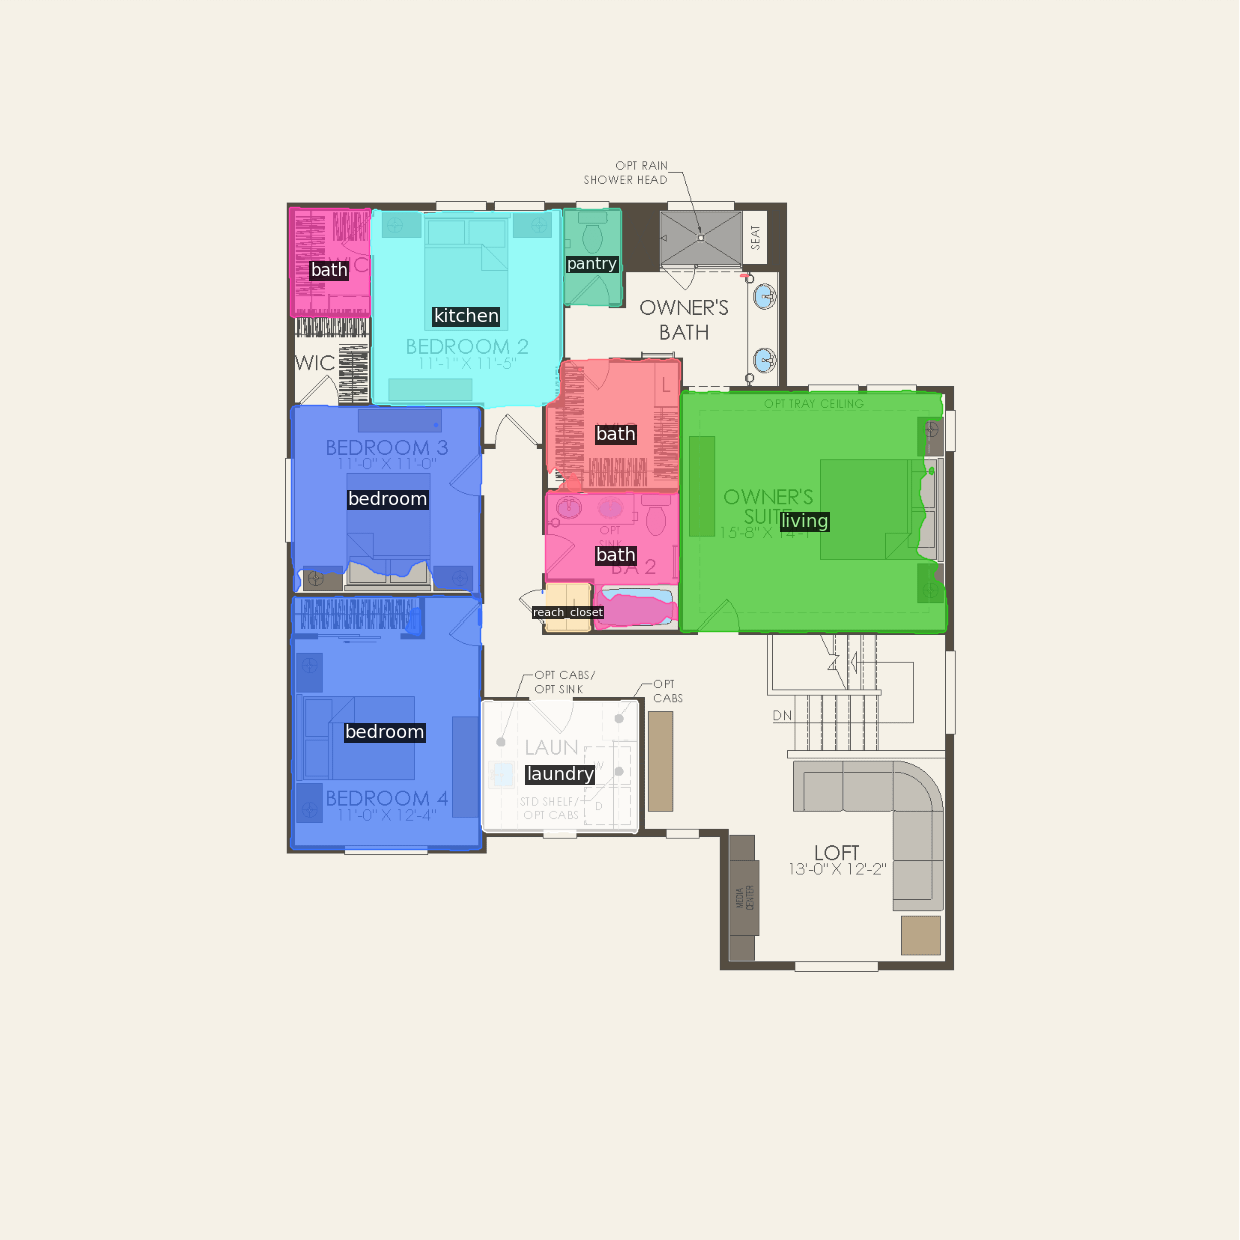 OPT RAIN
SHOWER HEAD
SEAT
WIC
bath
pantry
kitchen
OWNER'S
BATH
BEDROOM 2
11'-1" X 11'-5"
WIC
L
OPT TRAY CEILING
bath
BEDROOM 3
11'-0" X 11'-0"
bedroom
OWNER'S
SUITE
living
15'-8" X 14'-1"
OPT
SINK
bath
BA 2
reach_closet
OPT CABS/
OPT SINK
OPT
CABS
DN
bedroom
LAUN
laundry
W
D
STD SHELF/
OPT CABS
BEDROOM 4
11'-0" X 12'-4"
LOFT
13'-0" X 12'-2"
MEDIA
CENTER